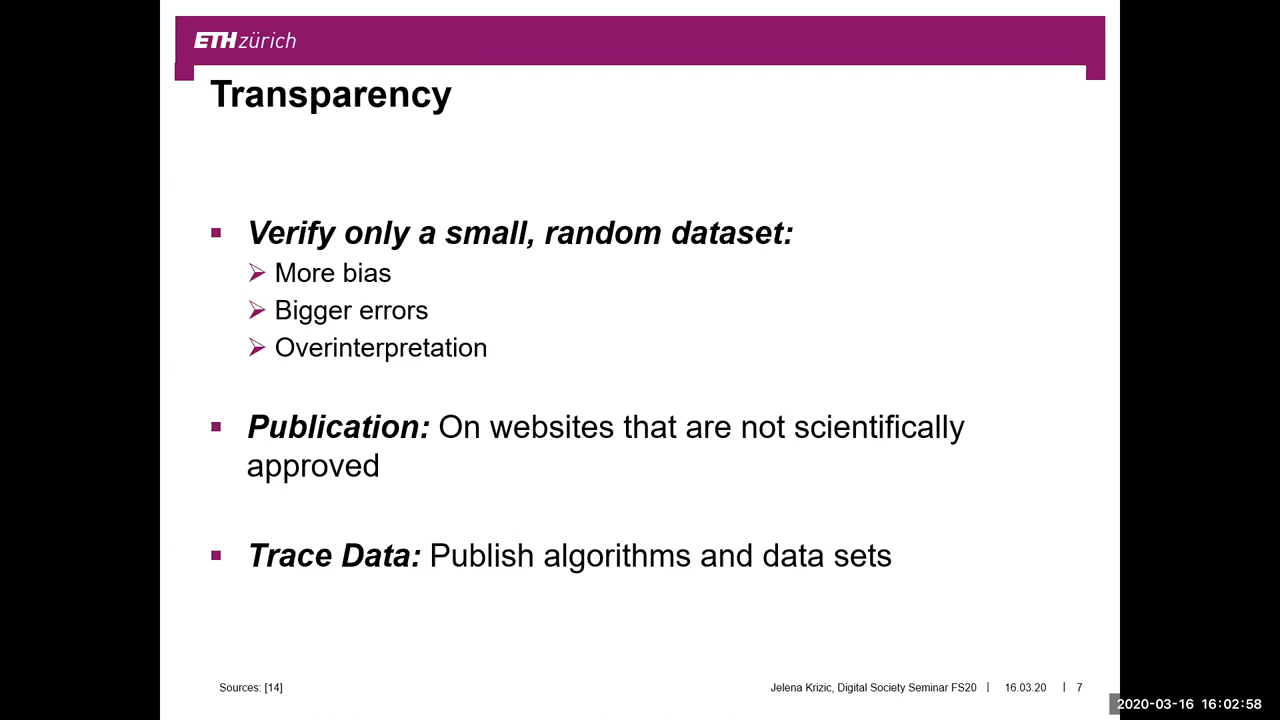 ETH zürich
Transparency
Verify only a small, random dataset:
More bias
Bigger errors
Overinterpretation
Publication: On websites that are not scientifically
approved
Trace Data: Publish algorithms and data sets
Sources: [14]
Jelena Krizic, Digital Society Seminar FS20 | 16.03.20 | 7
2020-03-16 16:02:58